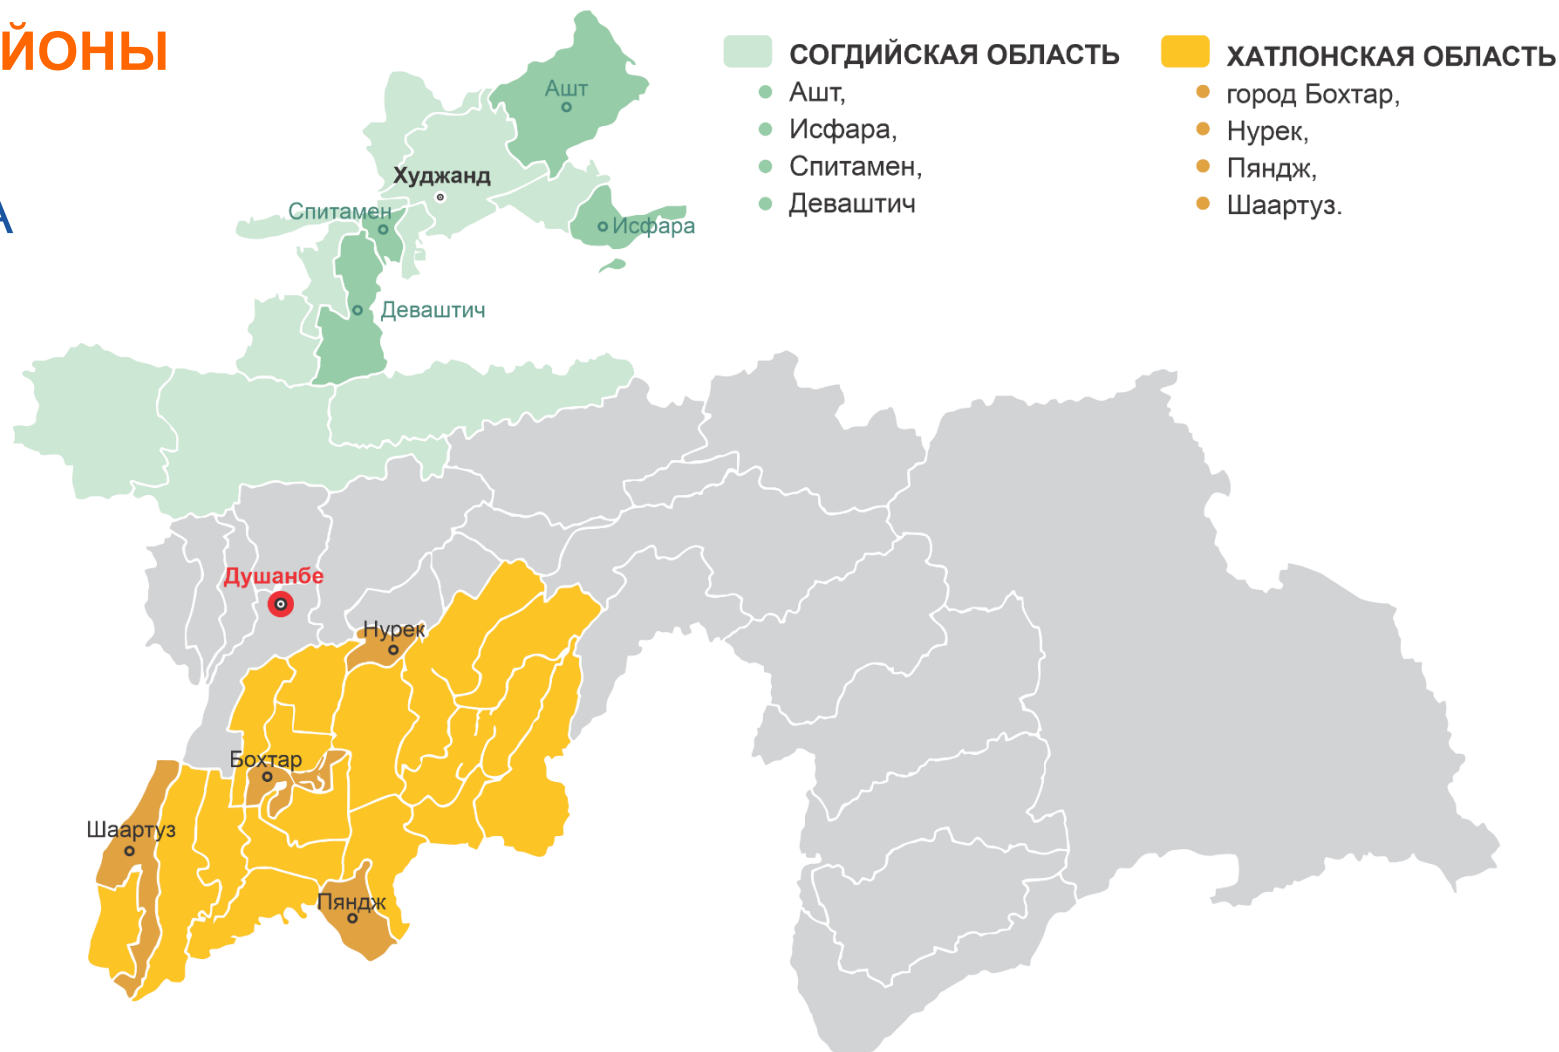 ЙОНЫ
А
СОГДИЙСКАЯ ОБЛАСТЬ
Ашт,
Исфара,
Спитамен,
Деваштич
ХАТЛОНСКАЯ ОБЛАСТЬ
город Бохтар,
Нурек,
Пяндж,
Шаартуз.
Ашт
Худжанд
Спитамен
Исфара
Деваштич
Душанбе
Нурек
Бохтар
Шаартуз
Пяндж